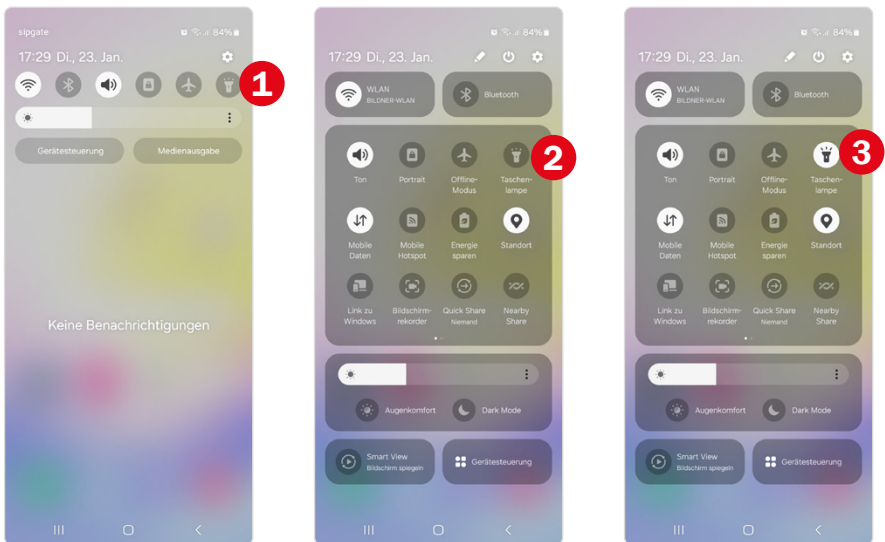 sipgate
84%
17:29 Di., 23. Jan.
1
Gerätesteuerung
Medienausgabe
Keine Benachrichtigungen
84%
17:29 Di., 23. Jan.
WLAN
BILDNER-WLAN
Bluetooth
2
Ton
Portrait
Offline-
Modus
Taschen-
lampe
Mobile
Daten
Mobile
Hotspot
Energie
sparen
Standort
Link zu
Windows
Bildschirm-
rekorder
Quick Share
Niemand
Nearby
Share
Augenkomfort
Dark Mode
Smart View
Bildschirm spiegeln
Gerätesteuerung
84%
17:29 Di., 23. Jan.
WLAN
BILDNER-WLAN
Bluetooth
3
Ton
Portrait
Offline-
Modus
Taschen-
lampe
Mobile
Daten
Mobile
Hotspot
Energie
sparen
Standort
Link zu
Windows
Bildschirm-
rekorder
Quick Share
Niemand
Nearby
Share
Augenkomfort
Dark Mode
Smart View
Bildschirm spiegeln
Gerätesteuerung